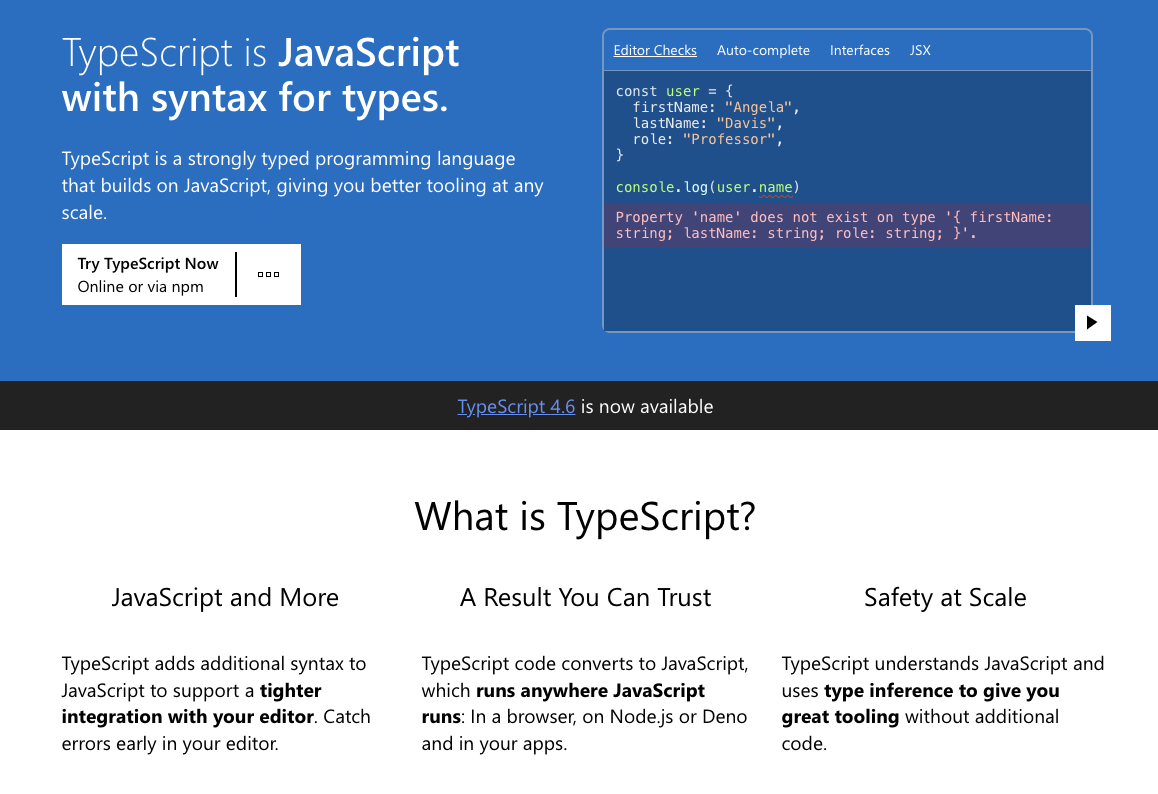 TypeScript is JavaScript
with syntax for types.
TypeScript is a strongly typed programming language
that builds on JavaScript, giving you better tooling at any
scale.
Try TypeScript Now
Online or via npm
Editor Checks Auto-complete Interfaces JSX
const user = {
  firstName: "Angela",
  lastName: "Davis",
  role: "Professor",
}
console.log(user.name)
Property 'name' does not exist on type '{ firstName:
string; lastName: string; role: string; }'.
TypeScript 4.6 is now available
What is TypeScript?
JavaScript and More
TypeScript adds additional syntax to
JavaScript to support a tighter
integration with your editor. Catch
errors early in your editor.
A Result You Can Trust
TypeScript code converts to JavaScript,
which runs anywhere JavaScript
runs: In a browser, on Node.js or Deno
and in your apps.
Safety at Scale
TypeScript understands JavaScript and
uses type inference to give you
great tooling without additional
code.